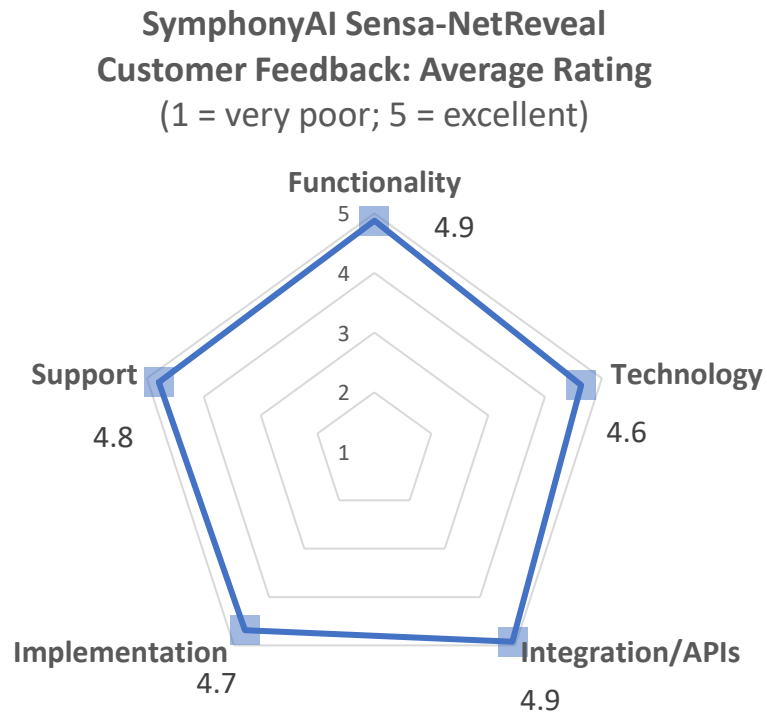 SymphonyAI Sensa-NetReveal
Customer Feedback: Average Rating
(1 = very poor; 5 = excellent)
Functionality
5
4.9
4
3
Support
Technology
2
4.8
4.6
1
Implementation
Integration/APIs
4.7
4.9